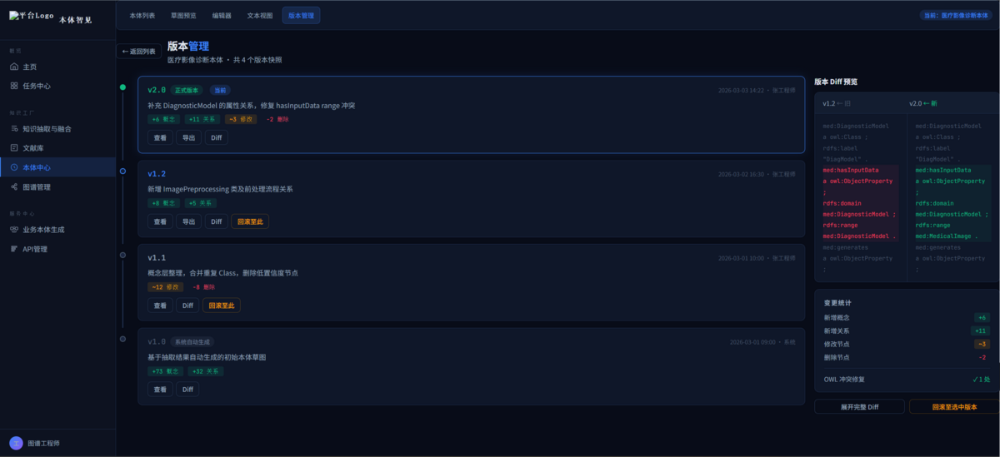 平台Logo 本体智见
概览
主页
任务中心
知识工厂
知识抽取与融合
文献库
本体中心
图谱管理
服务中心
业务本体生成
API管理
工
图谱工程师
本体列表 草图预览 编辑器 文本视图 版本管理
当前: 医疗影像诊断本体
← 返回列表
版本管理
医疗影像诊断本体 · 共 4 个版本快照
v2.0 正式版本 当前 2026-03-03 14:22 · 张工程师
补充 DiagnosticModel 的属性关系，修复 hasInputData range 冲突
+6 概念 +11 关系 ~3 修改 -2 删除
查看 导出 Diff
v1.2 2026-03-02 16:30 · 张工程师
新增 ImagePreprocessing 类及前处理流程关系
+8 概念 +5 关系
查看 导出 Diff 回滚至此
v1.1 2026-03-01 10:00 · 张工程师
概念层整理，合并重复 Class，删除低置信度节点
~12 修改 -8 删除
查看 Diff 回滚至此
v1.0 系统自动生成 2026-03-01 09:00 · 系统
基于抽取结果自动生成的初始本体草图
+73 概念 +32 关系
查看 Diff
版本 Diff 预览
v1.2 ← 旧
med:DiagnosticModel
a owl:Class ;
rdfs:label
"DiagModel" .
med:hasInputData
a owl:ObjectProperty
;
rdfs:domain
med:DiagnosticModel ;
rdfs:range
med:DiagnosticModel .
med:generates
a owl:ObjectProperty
;
v2.0 ← 新
med:DiagnosticModel
a owl:Class ;
rdfs:label
"DiagModel" .
med:hasInputData
a owl:ObjectProperty
;
rdfs:domain
med:DiagnosticModel ;
rdfs:range
med:MedicalImage .
med:generates
a owl:ObjectProperty
;
变更统计
新增概念 +6
新增关系 +11
修改节点 ~3
删除节点 -2
OWL 冲突修复 ✓ 1 处
展开完整 Diff 回滚至选中版本